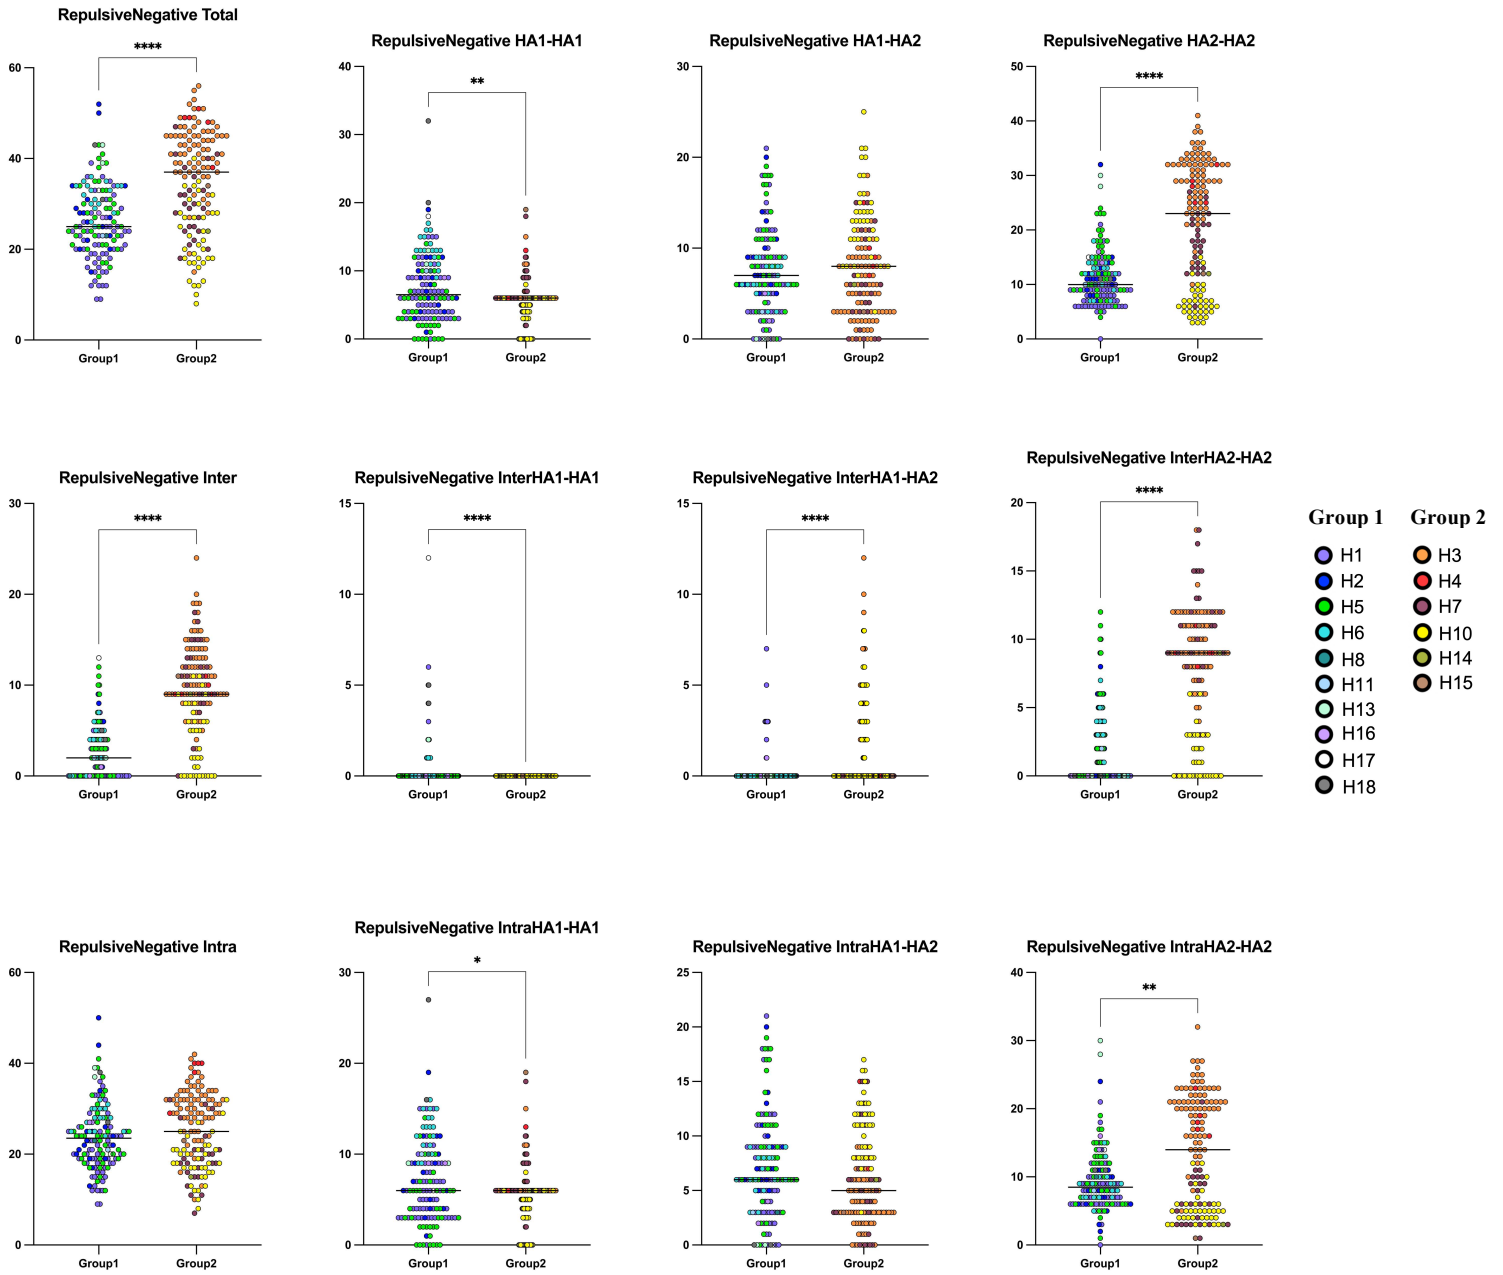 RepulsiveNegative Total
****
60
40
20
0
Group1
Group2
RepulsiveNegative HA1-HA1
**
40
30
20
10
0
Group1
Group2
RepulsiveNegative HA1-HA2
30
20
10
0
Group1
Group2
RepulsiveNegative HA2-HA2
****
50
40
30
20
10
0
Group1
Group2
RepulsiveNegative Inter
****
30
20
10
0
Group1
Group2
RepulsiveNegative InterHA1-HA1
****
15
10
5
0
Group1
Group2
RepulsiveNegative InterHA1-HA2
****
15
10
5
0
Group1
Group2
RepulsiveNegative InterHA2-HA2
****
20
15
10
5
0
Group1
Group2
Group 1
H1
H2
H5
H6
H8
H11
H13
H16
H17
H18
Group 2
H3
H4
H7
H10
H14
H15
RepulsiveNegative Intra
60
40
20
0
Group1
Group2
RepulsiveNegative IntraHA1-HA1
*
30
20
10
0
Group1
Group2
RepulsiveNegative IntraHA1-HA2
25
20
15
10
5
0
Group1
Group2
RepulsiveNegative IntraHA2-HA2
**
40
30
20
10
0
Group1
Group2